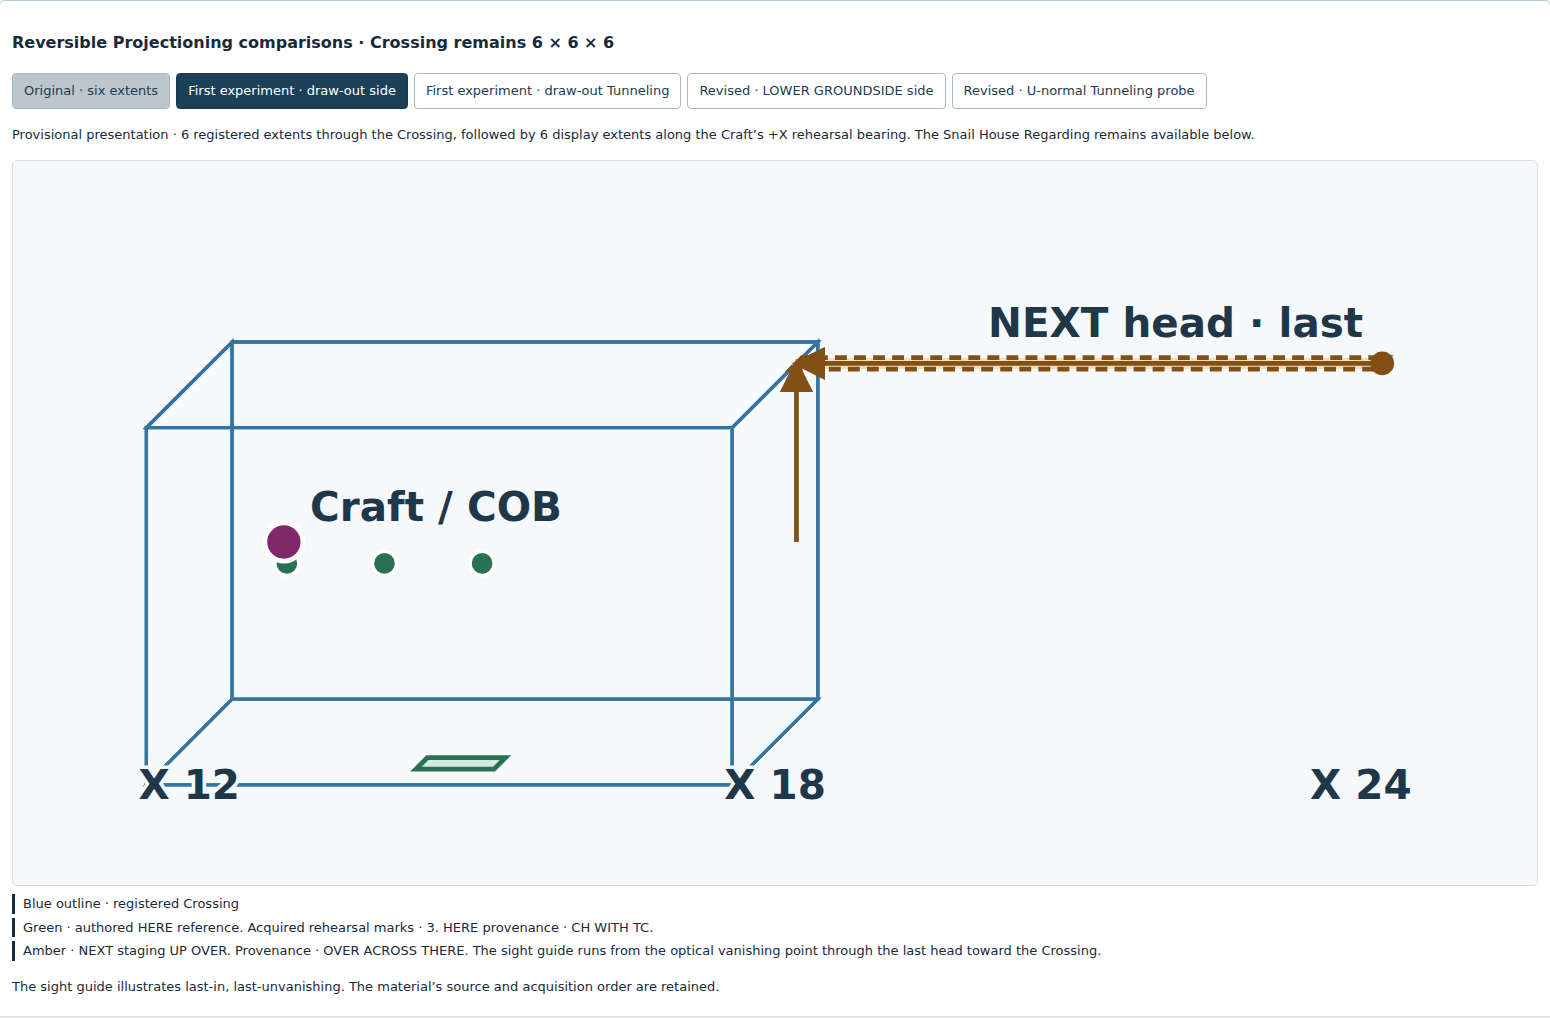 Reversible Projectioning comparisons · Crossing remains 6 × 6 × 6
Original · six extents
First experiment · draw-out side
First experiment · draw-out Tunneling
Revised · LOWER GROUNDSIDE side
Revised · U-normal Tunneling probe
Provisional presentation · 6 registered extents through the Crossing, followed by 6 display extents along the Craft’s +X rehearsal bearing. The Snail House Regarding remains available below.
NEXT head · last
Craft / COB
X 12
X 18
X 24
Blue outline · registered Crossing
Green · authored HERE reference. Acquired rehearsal marks · 3. HERE provenance · CH WITH TC.
Amber · NEXT staging UP OVER. Provenance · OVER ACROSS THERE. The sight guide runs from the optical vanishing point through the last head toward the Crossing.
The sight guide illustrates last-in, last-unvanishing. The material’s source and acquisition order are retained.